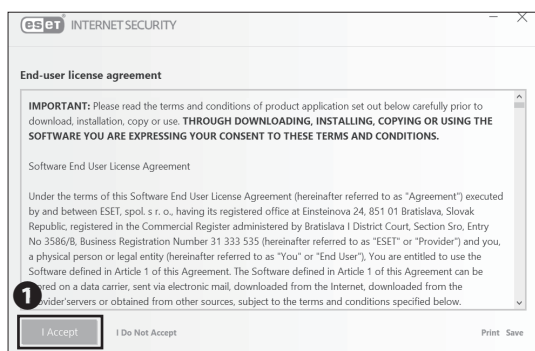 eset INTERNET SECURITY
End-user license agreement
IMPORTANT: Please read the terms and conditions of product application set out below carefully prior to
download, installation, copy or use. THROUGH DOWNLOADING, INSTALLING, COPYING OR USING THE
SOFTWARE YOU ARE EXPRESSING YOUR CONSENT TO THESE TERMS AND CONDITIONS.
Software End User License Agreement
Under the terms of this Software End User License Agreement (hereinafter referred to as "Agreement") executed
by and between ESET, spol. s r. o., having its registered office at Einsteinova 24, 851 01 Bratislava, Slovak
Republic, registered in the Commercial Register administered by Bratislava I District Court, Section Sro, Entry
No 3586/B, Business Registration Number 31 333 535 (hereinafter referred to as "ESET" or "Provider") and you,
a physical person or legal entity (hereinafter referred to as "You" or "End User"), You are entitled to use the
Software defined in Article 1 of this Agreement. The Software defined in Article 1 of this Agreement can be
on a data carrier, sent via electronic mail, downloaded from the Internet, downloaded from the
servers or obtained from other sources, subject to the terms and conditions specified below.
1
I Accept I Do Not Accept Print Save